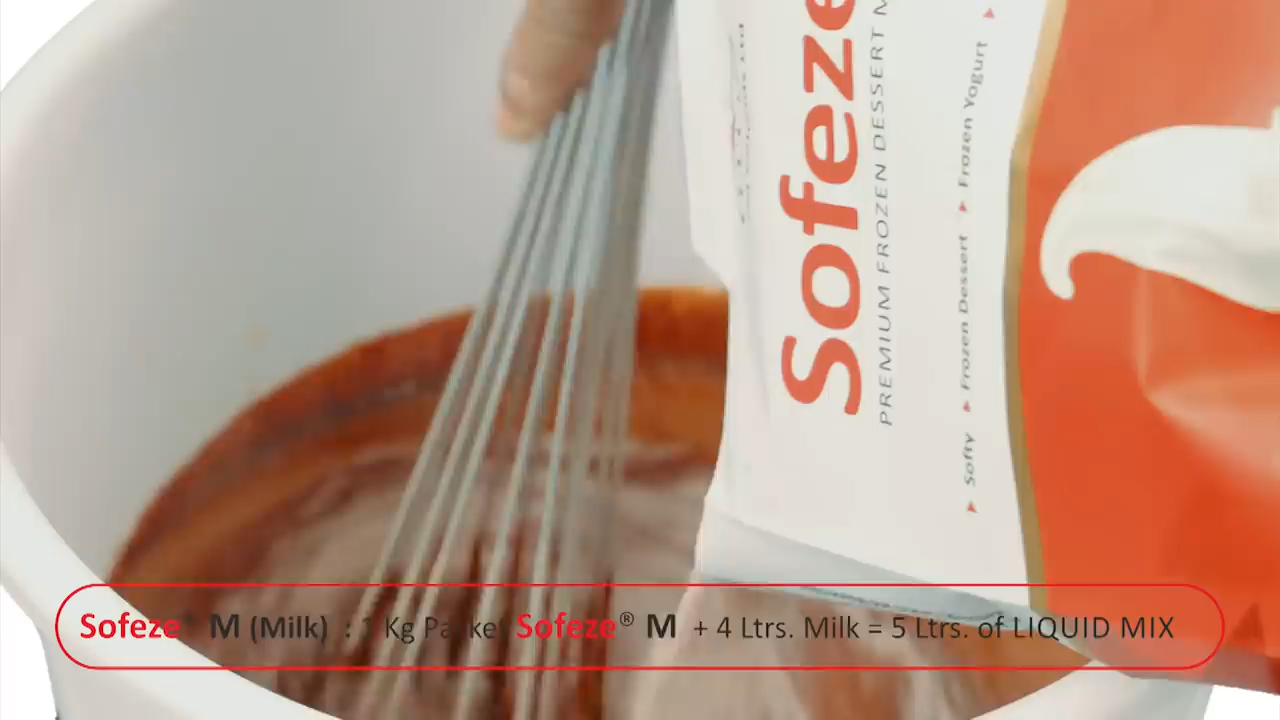 Sofeze
PREMIUM FROZEN DESSERT M
▸ Softy ▸ Frozen Dessert ▸ Frozen Yogurt ▸
Sofeze® M (Milk) : 1 Kg Packet Sofeze® M + 4 Ltrs. Milk = 5 Ltrs. of LIQUID MIX